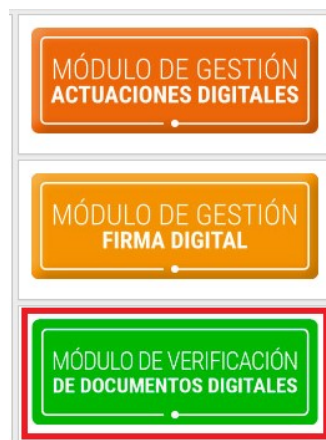 MÓDULO DE GESTIÓN
ACTUACIONES DIGITALES
MÓDULO DE GESTIÓN
FIRMA DIGITAL
MÓDULO DE VERIFICACIÓN
DE DOCUMENTOS DIGITALES